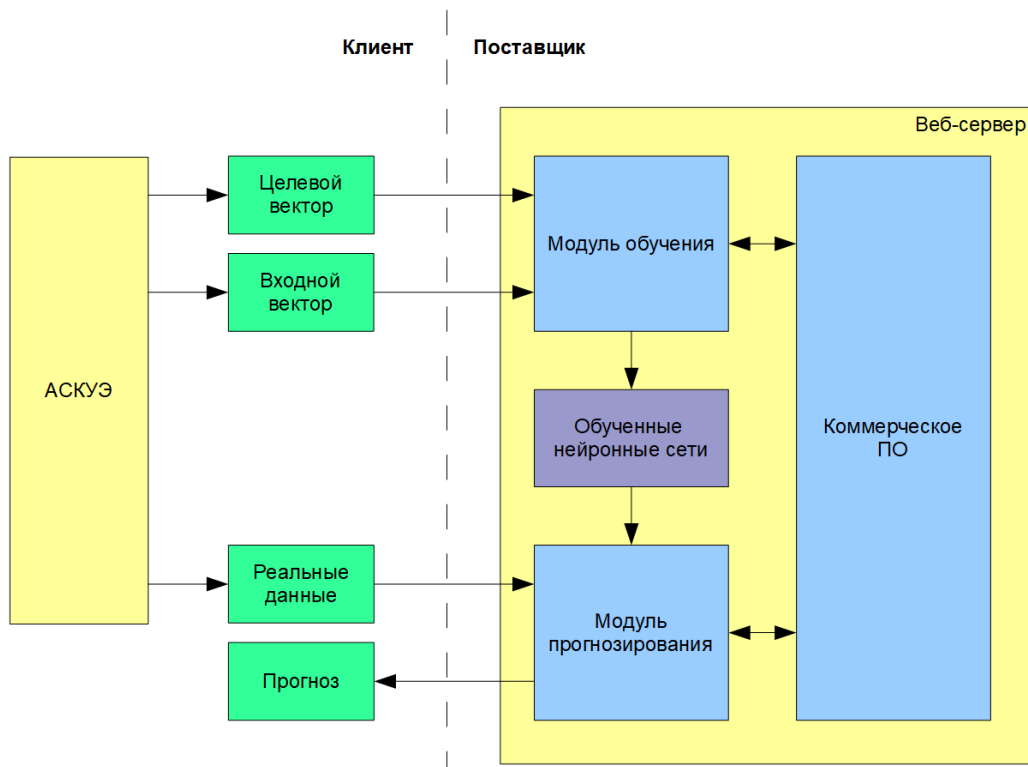 Клиент
Поставщик
Веб-сервер
АСКУЭ
Целевой
вектор
Входной
вектор
Модуль обучения
Обученные
нейронные сети
Коммерческое
ПО
Реальные
данные
Модуль
прогнозирования
Прогноз